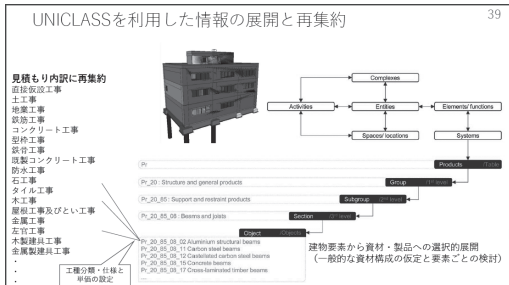 UNICLASSを利用した情報の展開と再集約
39
見積もり内訳に再集約
直接仮設工事
土工事
地業工事
鉄筋工事
コンクリート工事
型枠工事
鉄骨工事
既製コンクリート工事
防水工事
石工事
タイル工事
木工事
屋根工事及びとい工事
金属工事
左官工事
木製建具工事
金属製建具工事
・
・
・
工種分類・仕様と
単価の設定
Complexes
Activities
Entities
Elements/ functions
Spaces/ locations
Systems
Pr
Products
/Table
Group
/1st level
Pr_20 : Structure and general products
Subgroup
/2nd level
Pr_20_85 : Support and restraint products
Section
/3rd level
Pr_20_85_08 : Beams and joists
Object
/Objects
Pr_20_85_08_02 Aluminium structural beams
Pr_20_85_08_11 Carbon steel beams
Pr_20_85_08_12 Castellated carbon steel beams
Pr_20_85_08_15 Concrete beams
Pr_20_85_08_17 Cross-laminated timber beams
...
建物要素から資材・製品への選択的展開
（一般的な資材構成の仮定と要素ごとの検討）